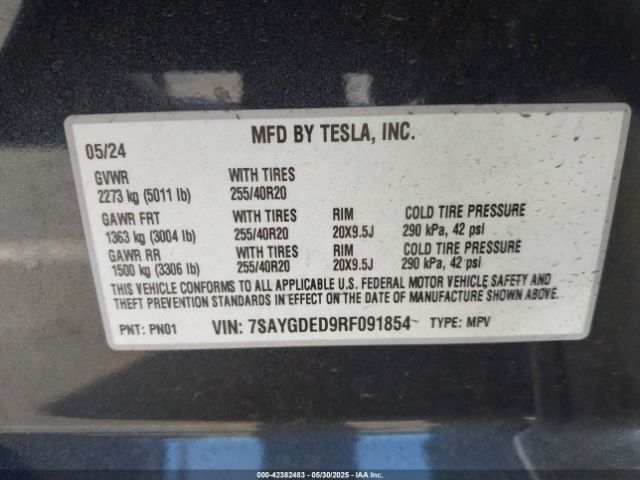 MFD BY TESLA, INC.
05/24
GVWR WITH TIRES
2273 kg (5011 lb) 255/40R20
GAWR FRT WITH TIRES RIM COLD TIRE PRESSURE
1363 kg (3004 lb) 255/40R20 20X9.5J 290 kPa, 42 psi
GAWR RR WITH TIRES RIM COLD TIRE PRESSURE
1500 kg (3306 lb) 255/40R20 20X9.5J 290 kPa, 42 psi
THIS VEHICLE CONFORMS TO ALL APPLICABLE U.S. FEDERAL MOTOR VEHICLE SAFETY AND
THEFT PREVENTION STANDARDS IN EFFECT ON THE DATE OF MANUFACTURE SHOWN ABOVE.
PNT: PN01 VIN: 7SAYGDED9RF091854 TYPE: MPV
000-42382483 - 05/30/2025 - IAAI.COM